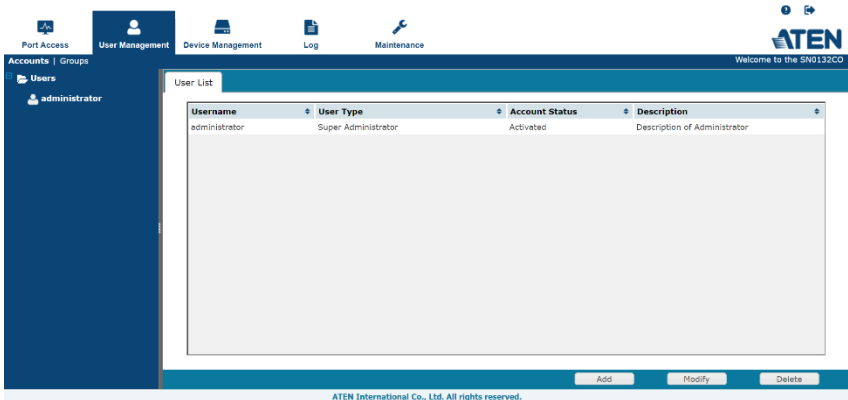 ATEN
Port Access User Management Device Management Log Maintenance
Accounts | Groups Welcome to the SN0132CO
Users
administrator
User List
Username User Type Account Status Description
administrator Super Administrator Activated Description of Administrator
Add Modify Delete
ATEN International Co., Ltd. All rights reserved.